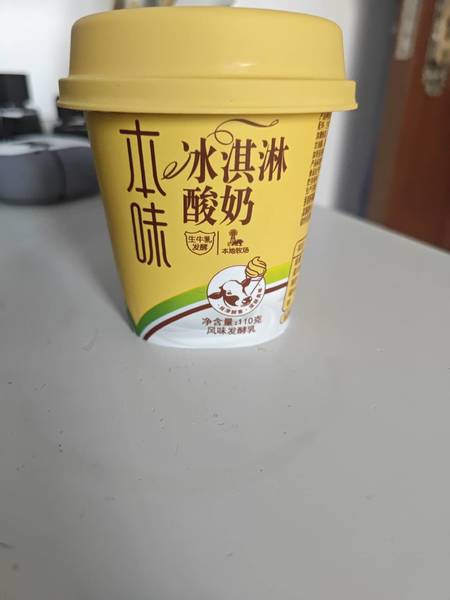 本味
冰淇淋
酸奶
生牛乳
发酵
本地牧场
净含量:110克
风味发酵乳